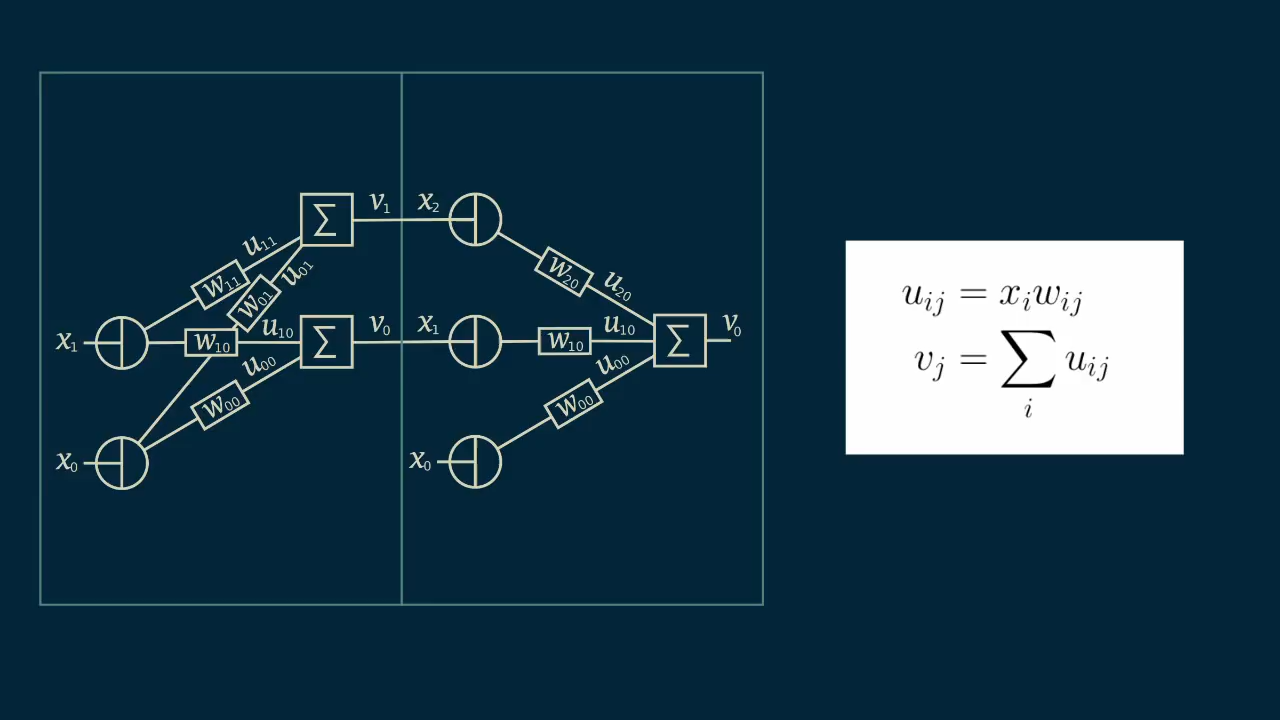 v₁ x₂
Σ
u₁₁
w₁₁
u₀₁
w₀₁
w₂₀
u₂₀
x₁
w₁₀
u₁₀
Σ
v₀ x₁
w₁₀
u₁₀
Σ
v₀
u₀₀
w₀₀
u₀₀
w₀₀
x₀
x₀
uᵢⱼ = xᵢwᵢⱼ
vⱼ = ∑ uᵢⱼ
i